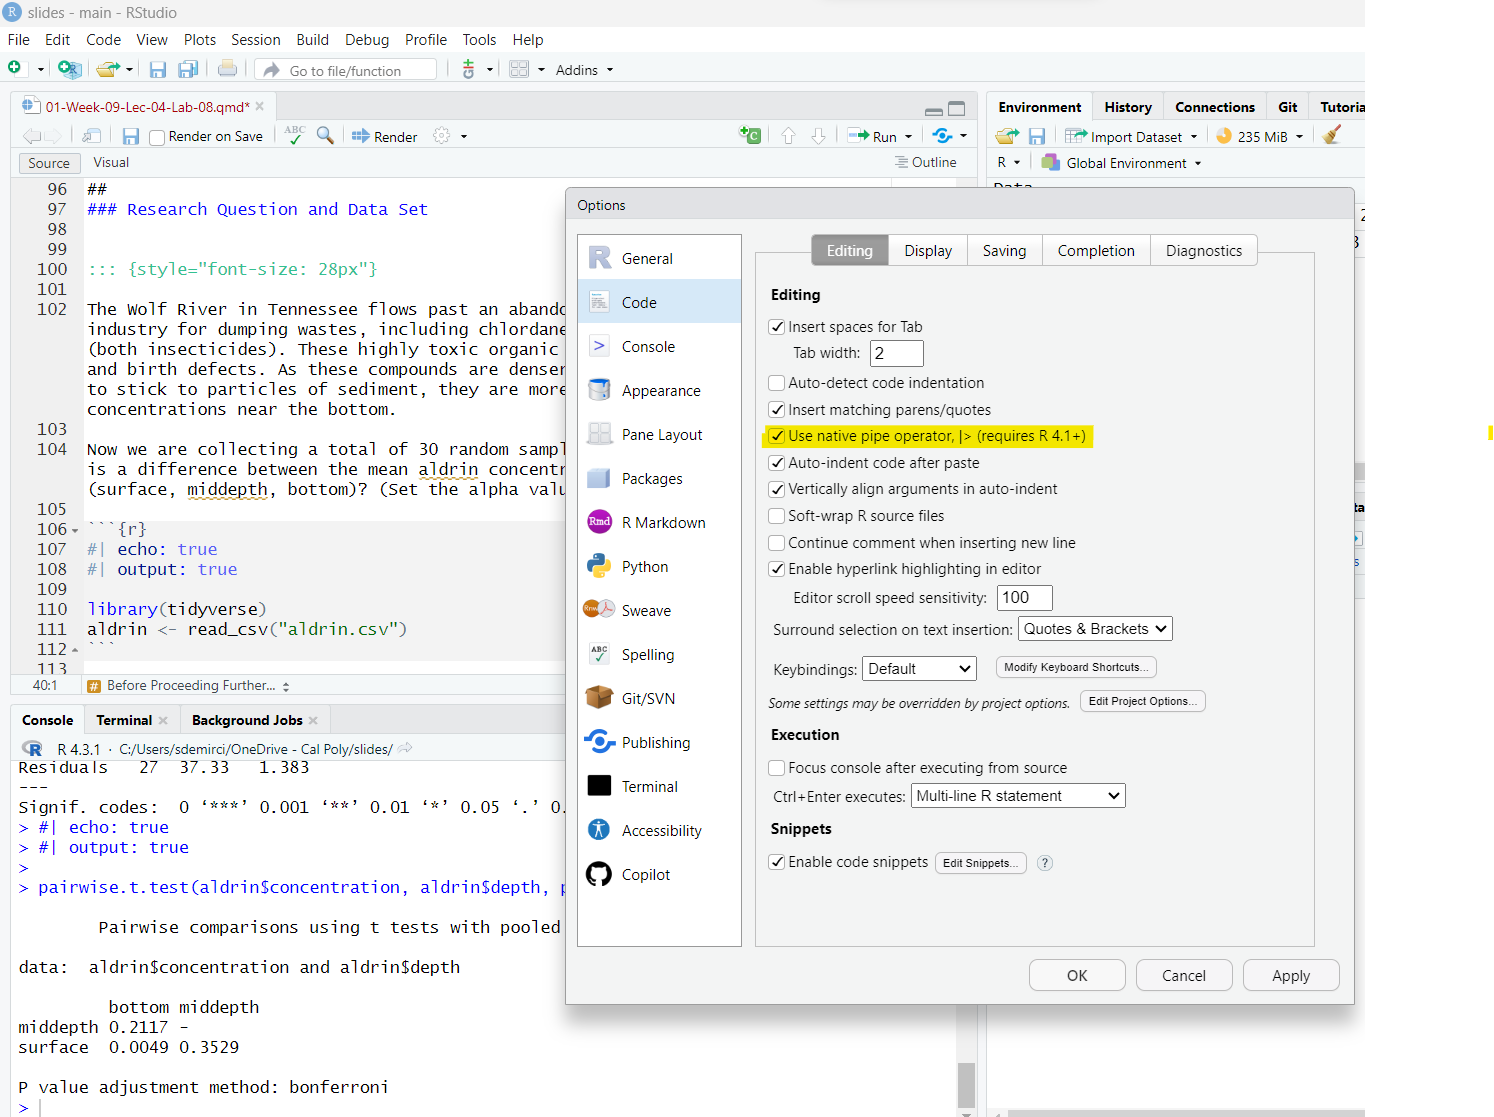 slides - main - RStudio
File Edit Code View Plots Session Build Debug Profile Tools Help
Go to file/function Addins
01-Week-09-Lec-04-Lab-08.qmd*
Render on Save ABC Render Run
Source Visual Outline
96 ##
97 ### Research Question and Data Set
98
99
100 ::: {style="font-size: 28px"}
101
102 The Wolf River in Tennessee flows past an abando
industry for dumping wastes, including chlordane
(both insecticides). These highly toxic organic
and birth defects. As these compounds are denser
to stick to particles of sediment, they are more
concentrations near the bottom.
103
104 Now we are collecting a total of 30 random sampl
is a difference between the mean aldrin concentr
(surface, middepth, bottom)? (Set the alpha valu
105
106 ```{r}
107 #| echo: true
108 #| output: true
109
110 library(tidyverse)
111 aldrin <- read_csv("aldrin.csv")
112 ```
113
40:1 # Before Proceeding Further...
Console Terminal Background Jobs
R 4.3.1 · C:/Users/sdemirci/OneDrive - Cal Poly/slides/
Residuals 27 37.33 1.383
---
Signif. codes: 0 ‘***’ 0.001 ‘**’ 0.01 ‘*’ 0.05 ‘.’ 0.
> #| echo: true
> #| output: true
>
> pairwise.t.test(aldrin$concentration, aldrin$depth, p
Pairwise comparisons using t tests with pooled
data: aldrin$concentration and aldrin$depth
bottom middepth
middepth 0.2117 -
surface 0.0049 0.3529
P value adjustment method: bonferroni
>
Environment History Connections Git Tutoria
Import Dataset 235 MiB
R Global Environment
Data
Options
General
Code
Console
Appearance
Pane Layout
Packages
Rmd R Markdown
Python
Rnw Sweave
ABC Spelling
Git/SVN
Publishing
Terminal
Accessibility
Copilot
Editing Display Saving Completion Diagnostics
Editing
Insert spaces for Tab
Tab width: 2
Auto-detect code indentation
Insert matching parens/quotes
Use native pipe operator, |> (requires R 4.1+)
Auto-indent code after paste
Vertically align arguments in auto-indent
Soft-wrap R source files
Continue comment when inserting new line
Enable hyperlink highlighting in editor
Editor scroll speed sensitivity: 100
Surround selection on text insertion: Quotes & Brackets
Keybindings: Default Modify Keyboard Shortcuts...
Some settings may be overridden by project options. Edit Project Options...
Execution
Focus console after executing from source
Ctrl+Enter executes: Multi-line R statement
Snippets
Enable code snippets Edit Snippets... ?
OK Cancel Apply